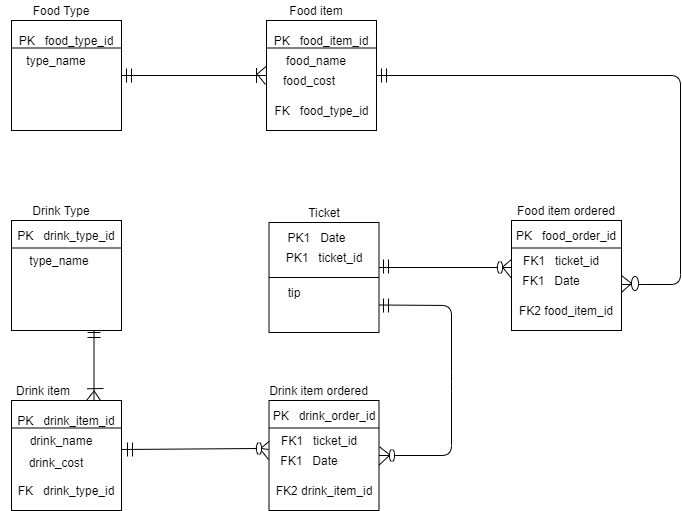 Food Type
PK food_type_id
type_name
Food item
PK food_item_id
food_name
food_cost
FK food_type_id
Drink Type
PK drink_type_id
type_name
Ticket
PK1 Date
PK1 ticket_id
tip
Food item ordered
PK food_order_id
FK1 ticket_id
FK1 Date
FK2 food_item_id
Drink item
PK drink_item_id
drink_name
drink_cost
FK drink_type_id
Drink item ordered
PK drink_order_id
FK1 ticket_id
FK1 Date
FK2 drink_item_id